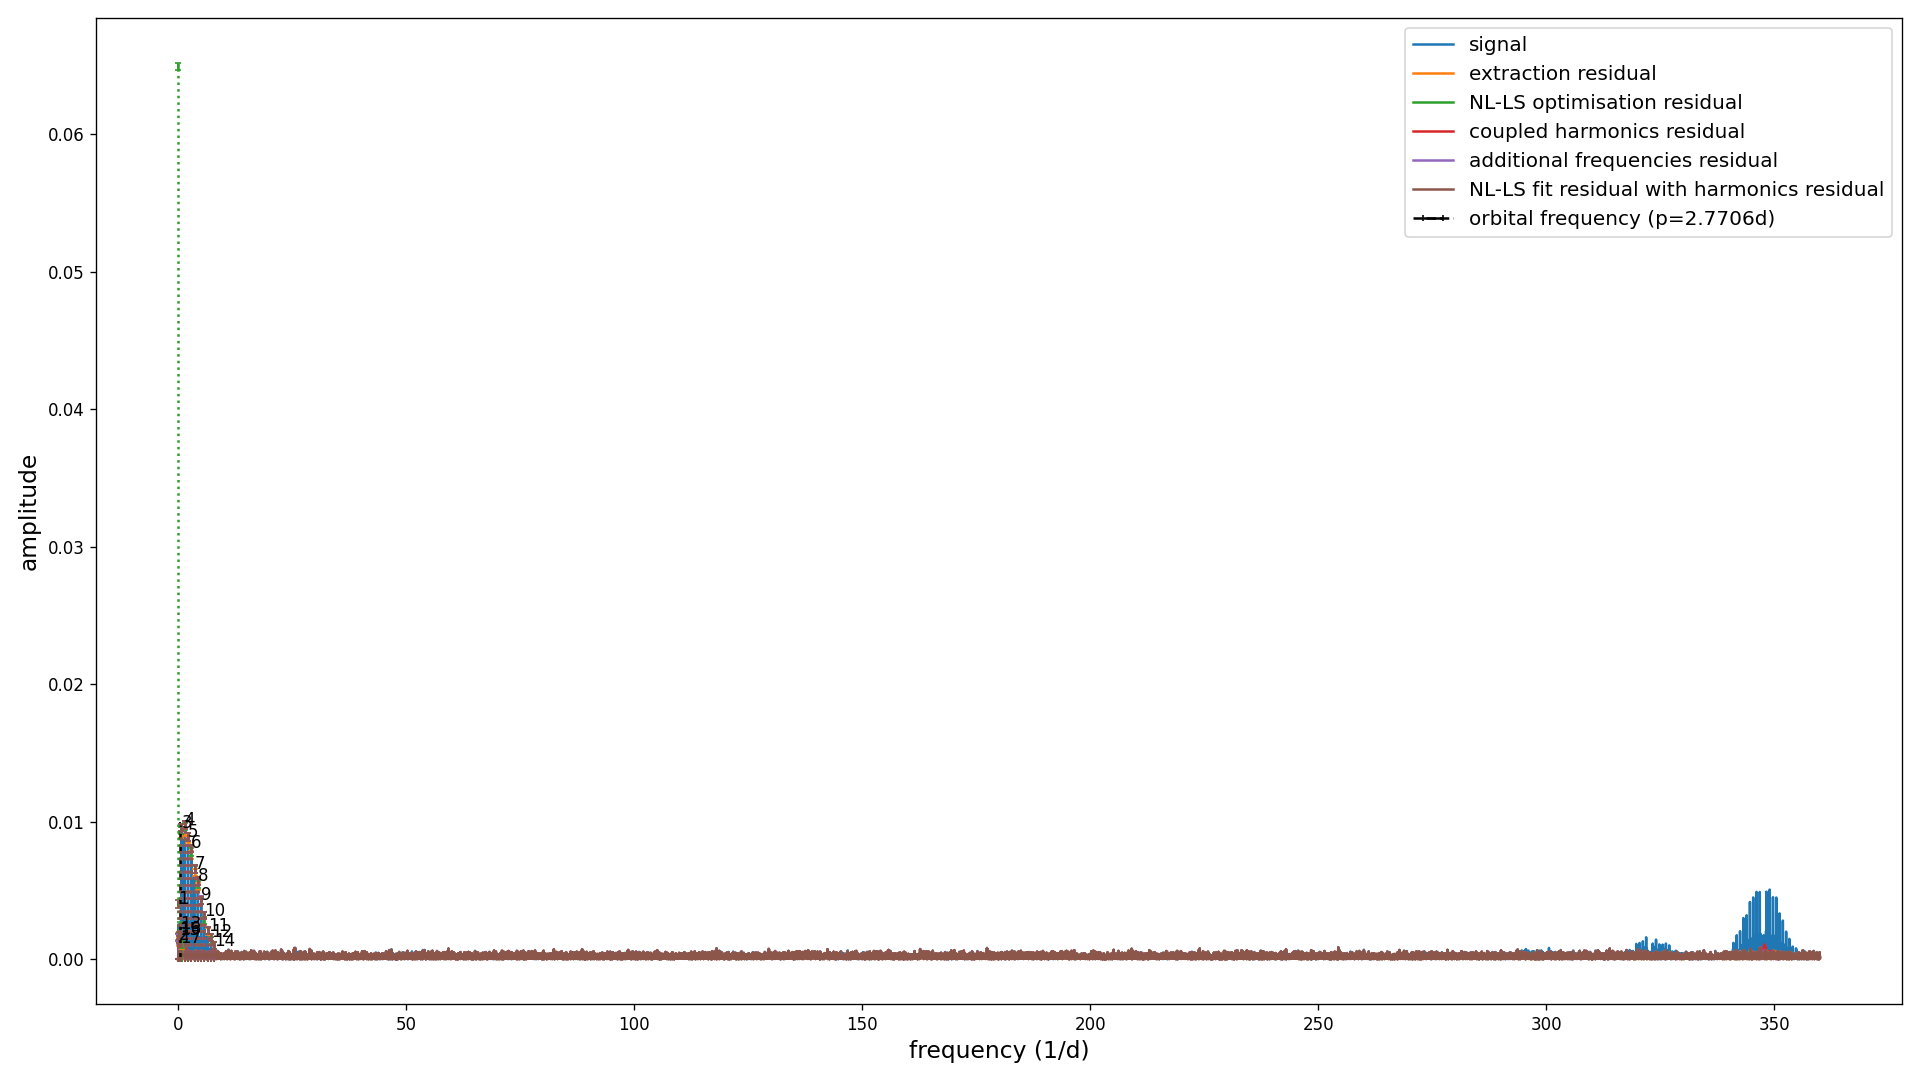 signal
extraction residual
NL-LS optimisation residual
coupled harmonics residual
additional frequencies residual
NL-LS fit residual with harmonics residual
orbital frequency (p=2.7706d)
amplitude
0.06
0.05
0.04
0.03
0.02
0.01
0.00
4
5
6
7
8
1
9
10
11
12
14
0
50
100
150
200
250
300
350
frequency (1/d)